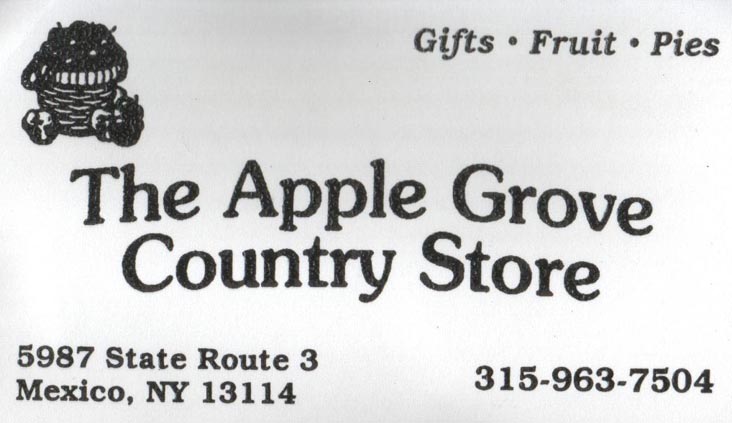 Gifts • Fruit • Pies
The Apple Grove
Country Store
5987 State Route 3
Mexico, NY 13114
315-963-7504